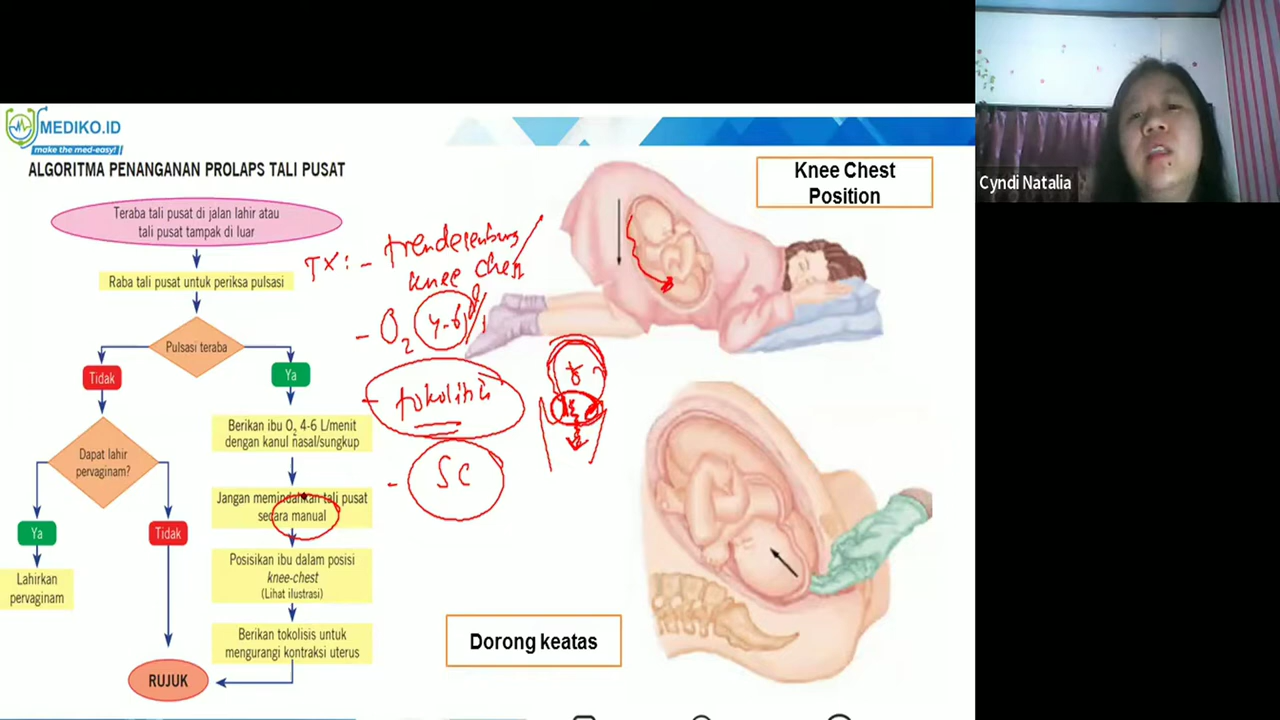 MEDIKO.ID
make the med-easy!
ALGORITMA PENANGANAN PROLAPS TALI PUSAT
Teraba tali pusat di jalan lahir atau
tali pusat tampak di luar
Raba tali pusat untuk periksa pulsasi
Pulsasi teraba
Tidak
Ya
Dapat lahir
pervaginam?
Ya
Tidak
Lahirkan
pervaginam
Berikan ibu O2 4-6 L/menit
dengan kanul nasal/sungkup
Jangan memindahkan tali pusat
secara manual
Posisikan ibu dalam posisi
knee-chest
(Lihat ilustrasi)
Berikan tokolisis untuk
mengurangi kontraksi uterus
RUJUK
TX : - trendelenburg
knee chest
- O2 4-6
- tokolitik
- SC
Knee Chest
Position
Dorong keatas
Cyndi Natalia